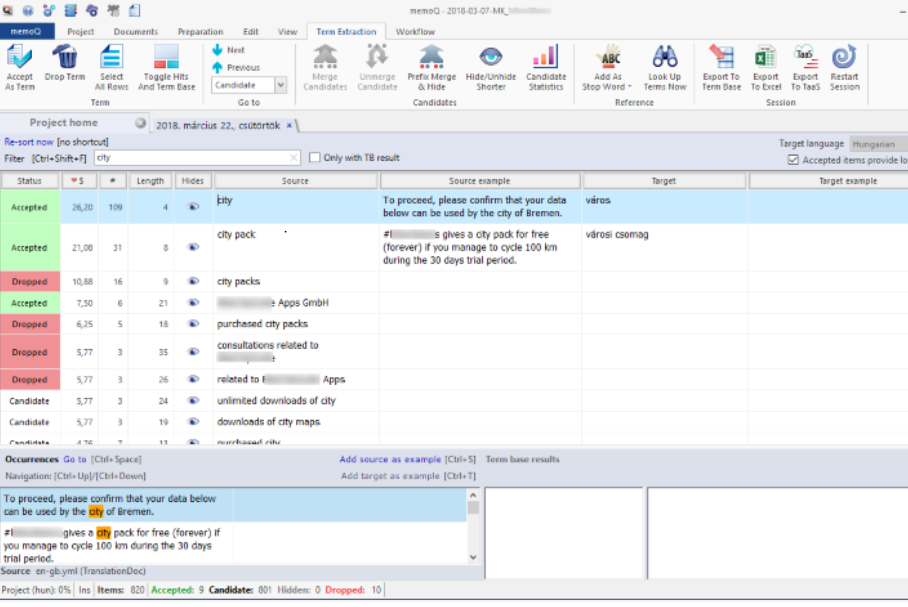 memoQ - 2018-03-07-MK_
memoQ Project Documents Preparation Edit View Term Extraction Workflow
Accept As Term
Drop Term
Select All Rows
Toggle Hits And Term Base
Next
Previous
Candidate
Merge Candidates
Unmerge Candidate
Prefix Merge & Hide
Hide/Unhide Shorter
Candidate Statistics
ABC
Add As Stop Word
Look Up Terms Now
Export To Term Base
Export To Excel
TaaS
Export To TaaS
Restart Session
Term Go to Candidates Reference Session
Project home 2018. március 22., csütörtök ×
Re-sort now [no shortcut] Target language Hungarian
Filter [Ctrl+Shift+F] city Only with TB result Accepted items provide lo
Status S # Length Hides Source Source example Target Target example
Accepted 26,20 109 4 city To proceed, please confirm that your data város
below can be used by the city of Bremen.
Accepted 21,08 31 8 city pack # s gives a city pack for free városi csomag
(forever) if you manage to cycle 100 km
during the 30 days trial period.
Dropped 10,88 16 9 city packs
Accepted 7,50 6 21 e Apps GmbH
Dropped 6,25 5 18 purchased city packs
Dropped 5,77 3 35 consultations related to
Dropped 5,77 3 26 related to Apps
Candidate 5,77 3 24 unlimited downloads of city
Candidate 5,77 3 19 downloads of city maps
Candidate 4,76 7 13 purchased city
Occurrences Go to [Ctrl+Space] Add source as example [Ctrl+S] Term base results
Navigation: [Ctrl+Up]/[Ctrl+Down] Add target as example [Ctrl+T]
To proceed, please confirm that your data below
can be used by the city of Bremen.
# gives a city pack for free (forever) if
you manage to cycle 100 km during the 30 days
trial period.
Source en-gb.yml (TranslationDoc)
Project (hun): 0% Ins Items: 820 Accepted: 9 Candidate: 801 Hidden: 0 Dropped: 10